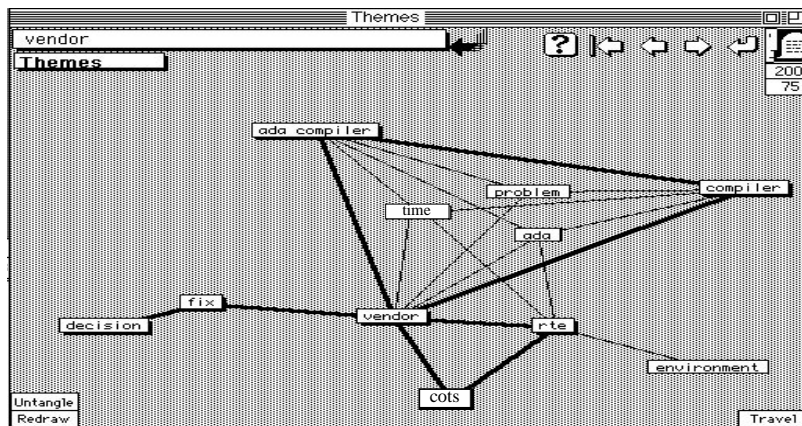 Themes
vendor
?
Themes
200
75
ada compiler
problem
compiler
time
ada
fix
vendor
decision
rte
environment
cots
Untangle
Redraw
Travel